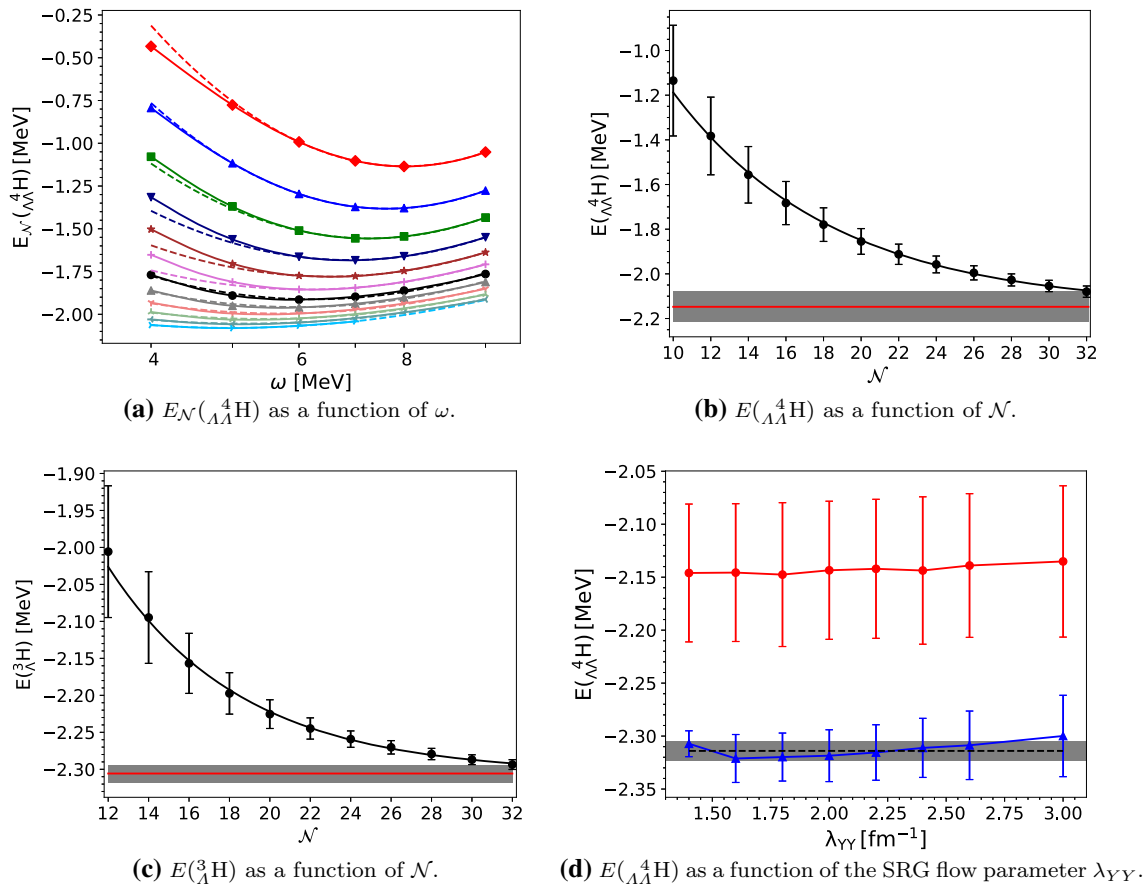 −0.25
−0.50
−0.75
−1.00
−1.25
−1.50
−1.75
−2.00
E𝒩(ΛΛ⁴H) [MeV]
4 6 8
ω [MeV]
(a) E𝒩(ΛΛ⁴H) as a function of ω.
−1.0
−1.2
−1.4
−1.6
−1.8
−2.0
−2.2
E(ΛΛ⁴H) [MeV]
10 12 14 16 18 20 22 24 26 28 30 32
𝒩
(b) E(ΛΛ⁴H) as a function of 𝒩.
−1.90
−1.95
−2.00
−2.05
−2.10
−2.15
−2.20
−2.25
−2.30
E(Λ³H) [MeV]
12 14 16 18 20 22 24 26 28 30 32
𝒩
(c) E(Λ³H) as a function of 𝒩.
−2.05
−2.10
−2.15
−2.20
−2.25
−2.30
−2.35
E(ΛΛ⁴H) [MeV]
1.50 1.75 2.00 2.25 2.50 2.75 3.00
λYY [fm⁻¹]
(d) E(ΛΛ⁴H) as a function of the SRG flow parameter λYY.